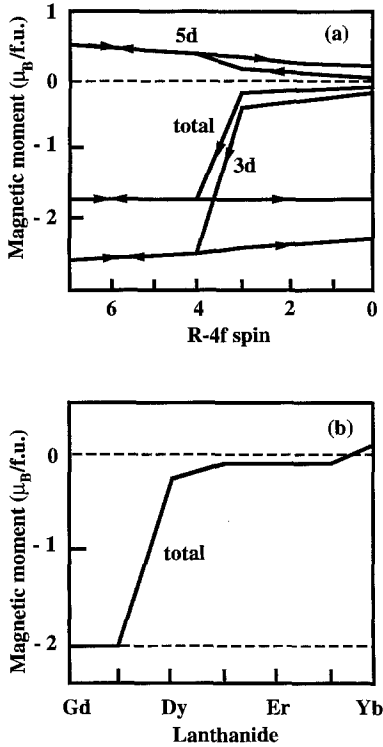 1
(a)
5d
0
total
- 1
3d
- 2
Magnetic moment (μB/f.u.)
6 4 2 0
R-4f spin
(b)
0
- 1
total
- 2
Magnetic moment (μB/f.u.)
Gd Dy Er Yb
Lanthanide